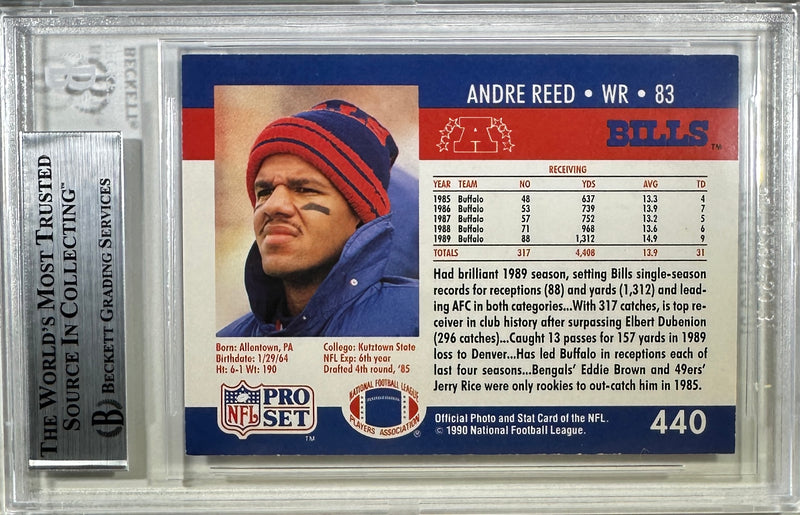 THE WORLD'S MOST TRUSTED
SOURCE IN COLLECTING™
BECKETT GRADING SERVICES
BECKETT
B
B
ANDRE REED • WR • 83
A
BILLS™
RECEIVING
YEAR TEAM NO YDS AVG TD
1985 Buffalo 48 637 13.3 4
1986 Buffalo 53 739 13.9 7
1987 Buffalo 57 752 13.2 5
1988 Buffalo 71 968 13.6 6
1989 Buffalo 88 1,312 14.9 9
TOTALS 317 4,408 13.9 31
Had brilliant 1989 season, setting Bills single-season
records for receptions (88) and yards (1,312) and lead-
ing AFC in both categories...With 317 catches, is top re-
ceiver in club history after surpassing Elbert Dubenion
(296 catches)...Caught 13 passes for 157 yards in 1989
loss to Denver...Has led Buffalo in receptions each of
last four seasons...Bengals' Eddie Brown and 49ers'
Jerry Rice were only rookies to out-catch him in 1985.
Born: Allentown, PA
Birthdate: 1/29/64
Ht: 6-1 Wt: 190
College: Kutztown State
NFL Exp: 6th year
Drafted 4th round, '85
NFL
PRO
SET
™
NATIONAL FOOTBALL LEAGUE
PLAYERS ASSOCIATION
®
Official Photo and Stat Card of the NFL.
© 1990 National Football League.
440